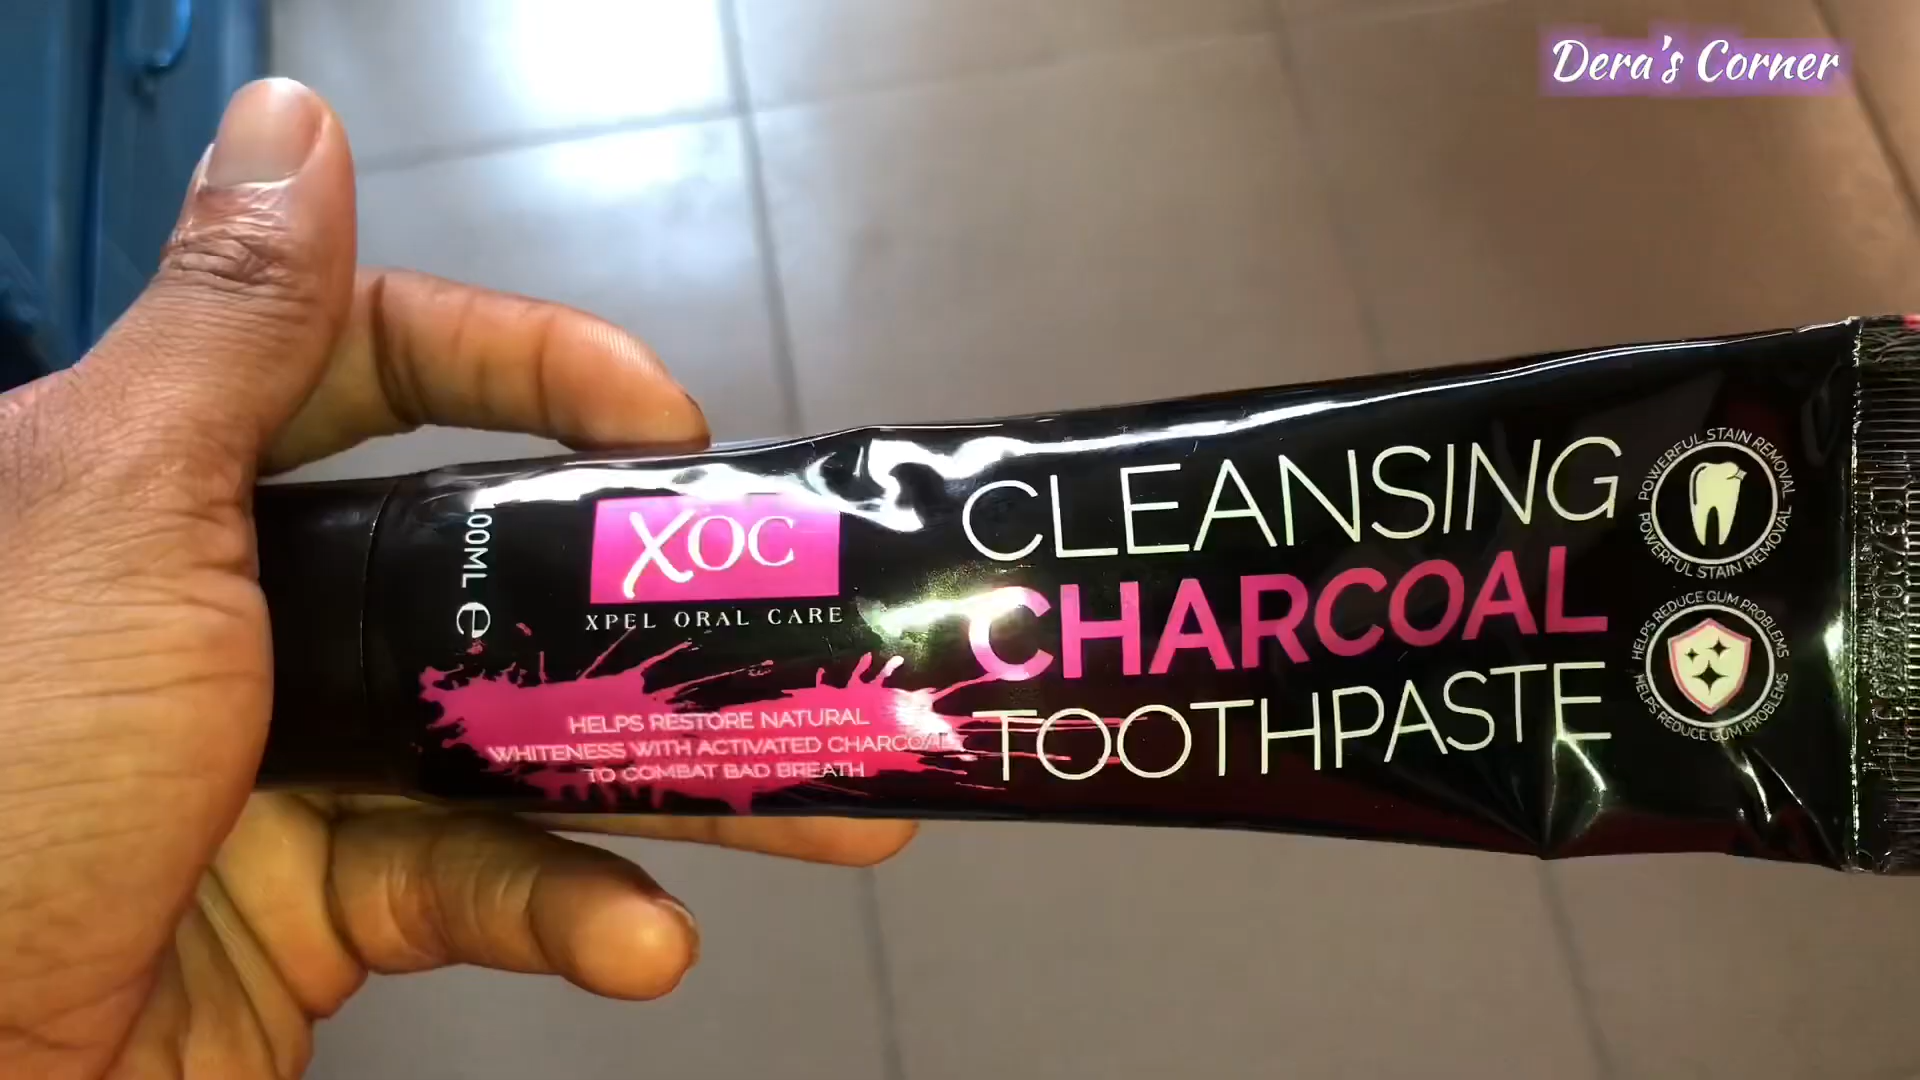 Dera's Corner
100ML e
XOC
XPEL ORAL CARE
HELPS RESTORE NATURAL
WHITENESS WITH ACTIVATED CHARCOAL
TO COMBAT BAD BREATH
CLEANSING
CHARCOAL
TOOTHPASTE
POWERFUL STAIN REMOVAL
POWERFUL STAIN REMOVAL
HELPS REDUCE GUM PROBLEMS
HELPS REDUCE GUM PROBLEMS